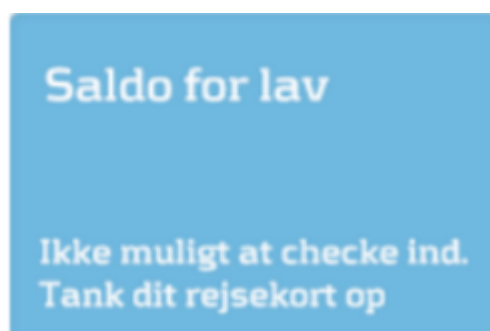 Saldo for lav
Ikke muligt at checke ind.
Tank dit rejsekort op